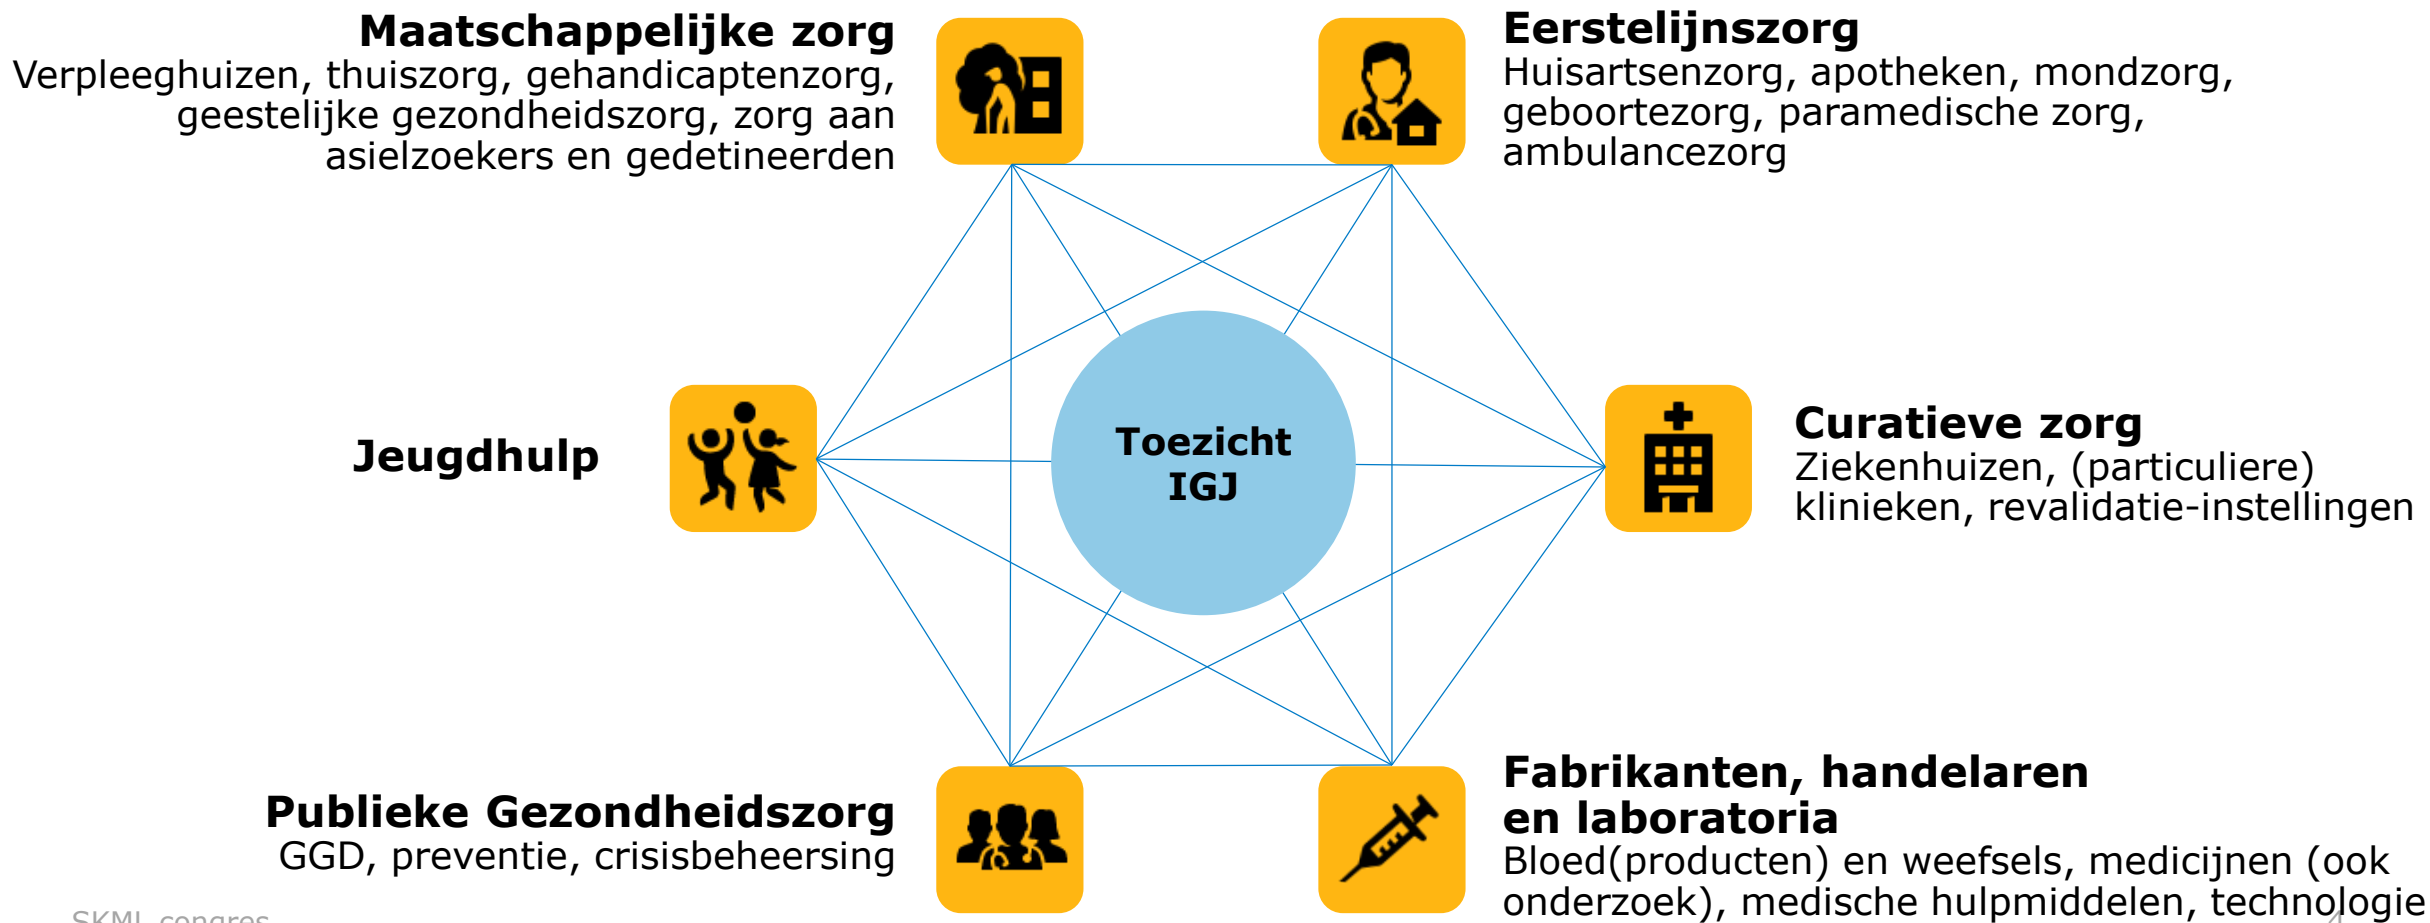 Maatschappelijke zorg
Verpleeghuizen, thuiszorg, gehandicaptenzorg,
geestelijke gezondheidszorg, zorg aan
asielzoekers en gedetineerden
Eerstelijnszorg
Huisartsenzorg, apotheken, mondzorg,
geboortezorg, paramedische zorg,
ambulancezorg
Jeugdhulp
Toezicht
IGJ
Curatieve zorg
Ziekenhuizen, (particuliere)
klinieken, revalidatie-instellingen
Publieke Gezondheidszorg
GGD, preventie, crisisbeheersing
Fabrikanten, handelaren
en laboratoria
Bloed(producten) en weefsels, medicijnen (ook
onderzoek), medische hulpmiddelen, technologie
SKML congres